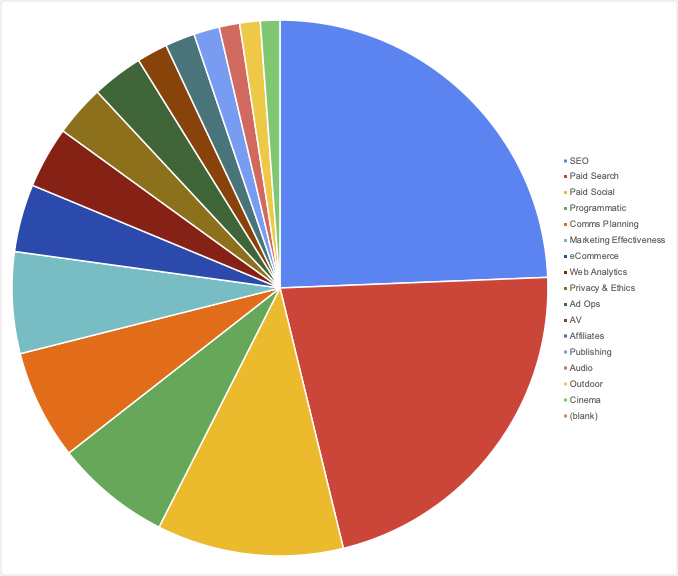 SEO
Paid Search
Paid Social
Programmatic
Comms Planning
Marketing Effectiveness
eCommerce
Web Analytics
Privacy & Ethics
Ad Ops
AV
Affiliates
Publishing
Audio
Outdoor
Cinema
(blank)